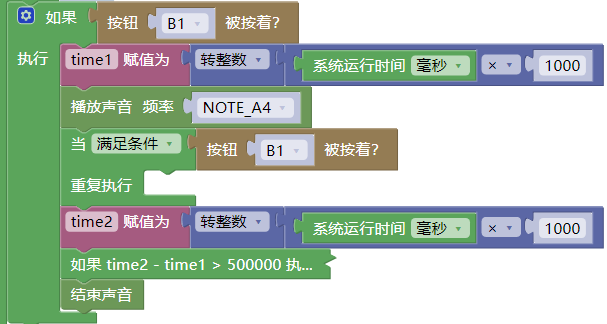 如果 按钮 B1 被按着?
执行 time1 赋值为 转整数 系统运行时间 毫秒 × 1000
播放声音 频率 NOTE_A4
当 满足条件 按钮 B1 被按着?
重复执行
time2 赋值为 转整数 系统运行时间 毫秒 × 1000
如果 time2 - time1 > 500000 执...
结束声音